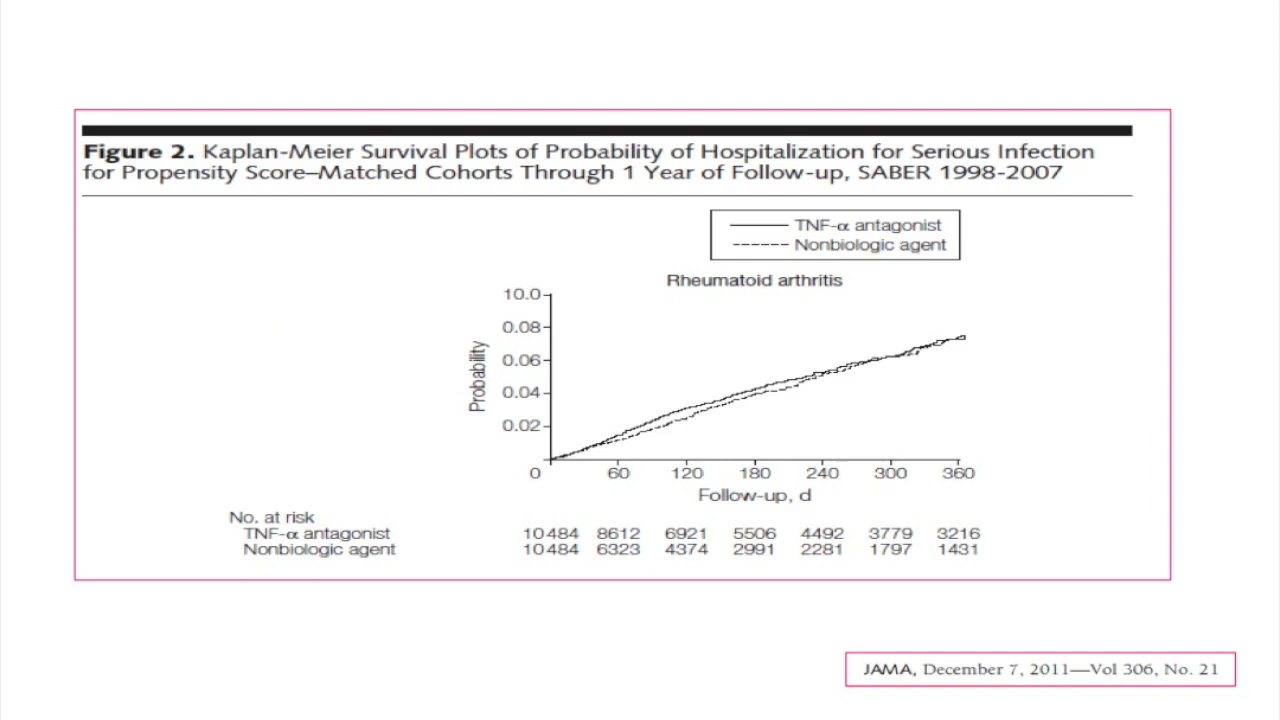 Figure 2. Kaplan-Meier Survival Plots of Probability of Hospitalization for Serious Infection
for Propensity Score–Matched Cohorts Through 1 Year of Follow-up, SABER 1998-2007
TNF-α antagonist
Nonbiologic agent
Rheumatoid arthritis
10.0
0.08
0.06
0.04
0.02
Probability
0 60 120 180 240 300 360
Follow-up, d
No. at risk
TNF-α antagonist 10 484 8612 6921 5506 4492 3779 3216
Nonbiologic agent 10 484 6323 4374 2991 2281 1797 1431
JAMA, December 7, 2011—Vol 306, No. 21